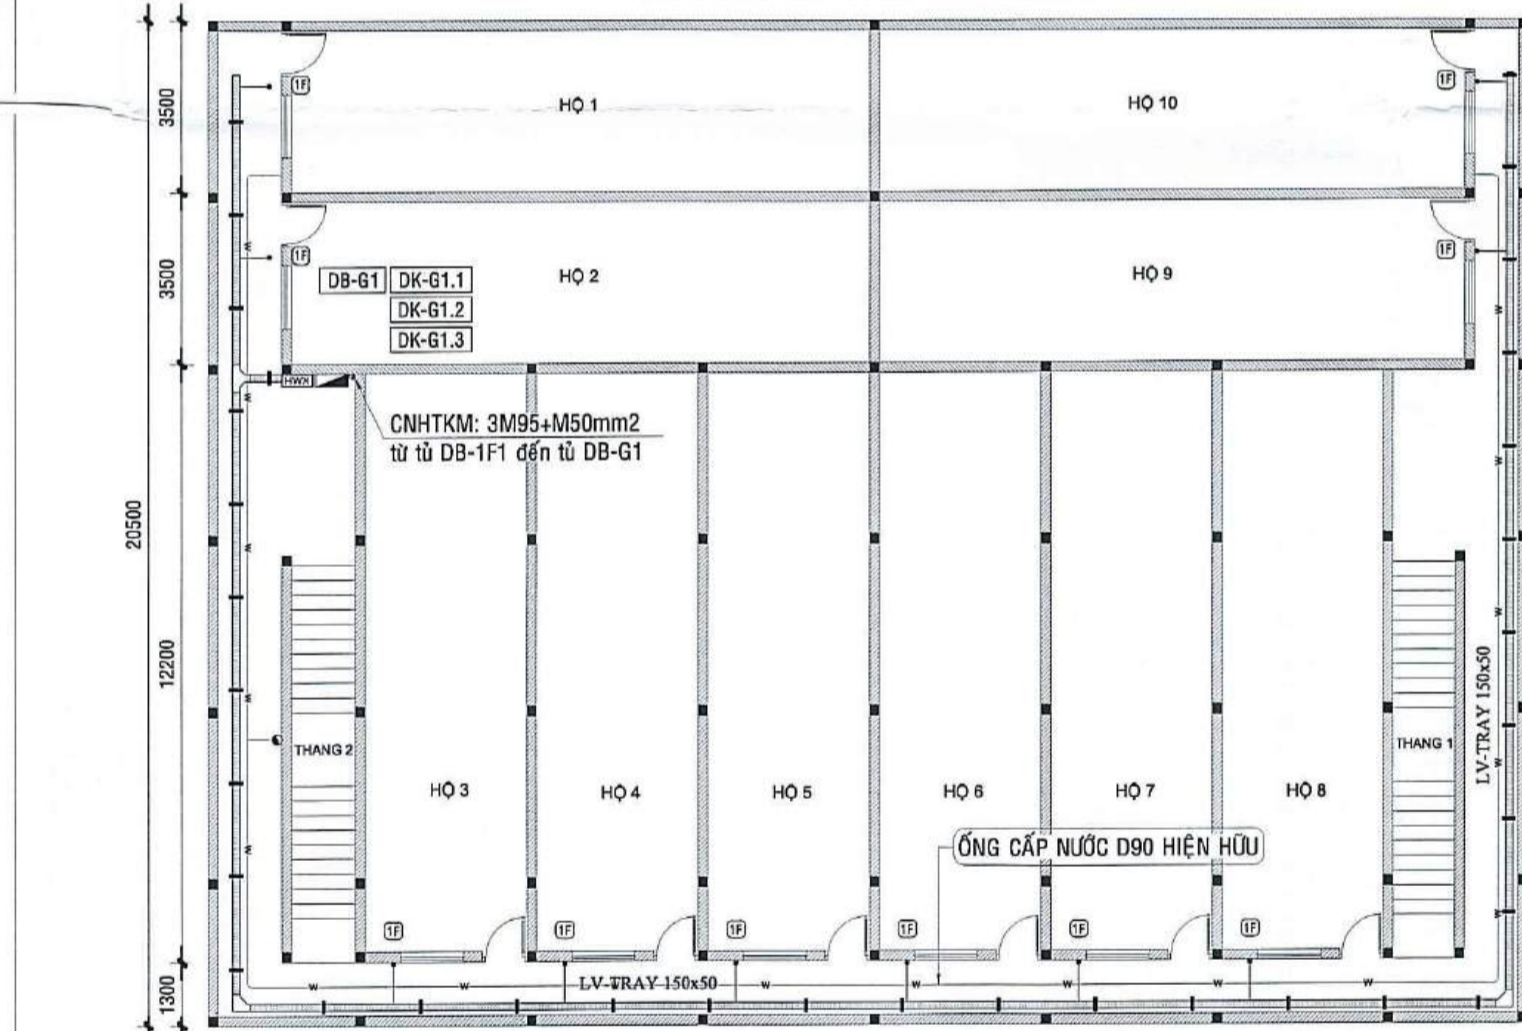 3500
1F
HỘ 1
HỘ 10
1F
3500
W
1F
DB-G1
DK-G1.1
DK-G1.2
DK-G1.3
HỘ 2
HỘ 9
1F
W
HWX
W
CNHTKM: 3M95+M50mm2
từ tủ DB-1F1 đến tủ DB-G1
W
20500
W
W
12200
W
LV-TRAY 150x50
THANG 2
THANG 1
W
HỘ 3
HỘ 4
HỘ 5
HỘ 6
HỘ 7
HỘ 8
W
ỐNG CẤP NƯỚC D90 HIỆN HỮU
W
1F
1F
1F
1F
1F
1F
1300
W
W
LV-TRAY 150x50
W
W
W
W
W